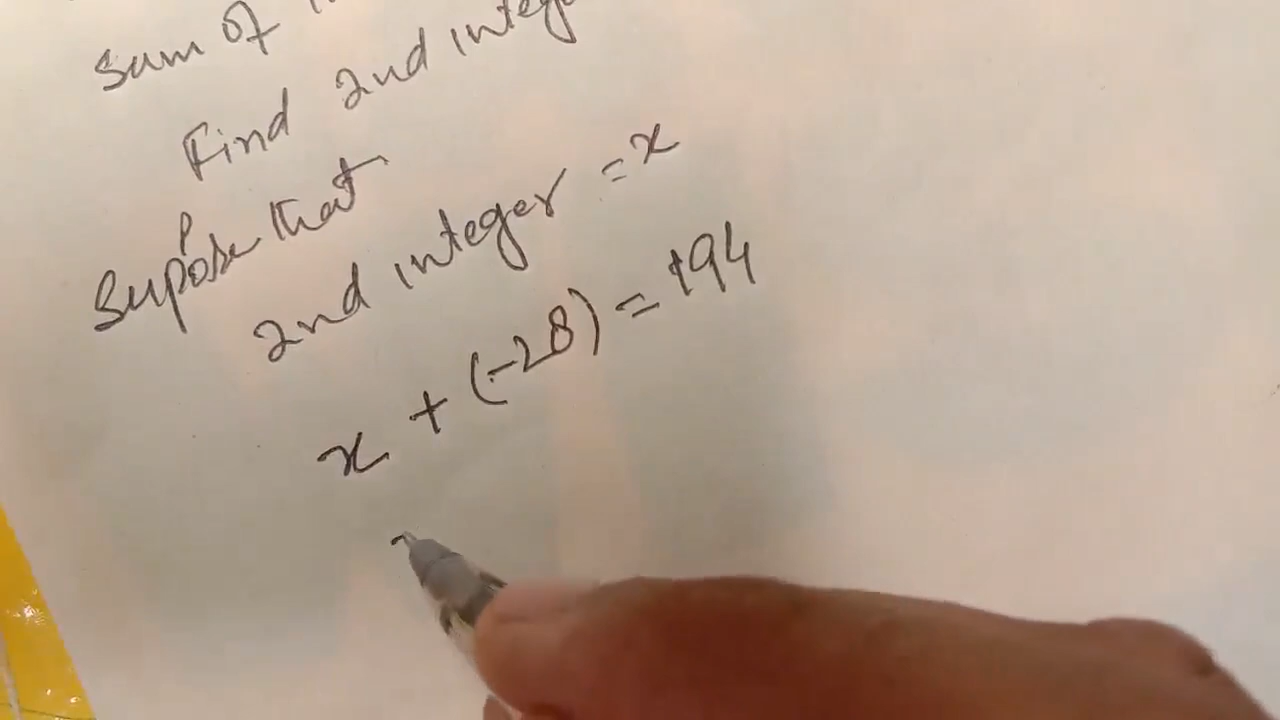 Sum of
Find 2nd integ
Suppose that
2nd integer = x
x + (-28) = 194